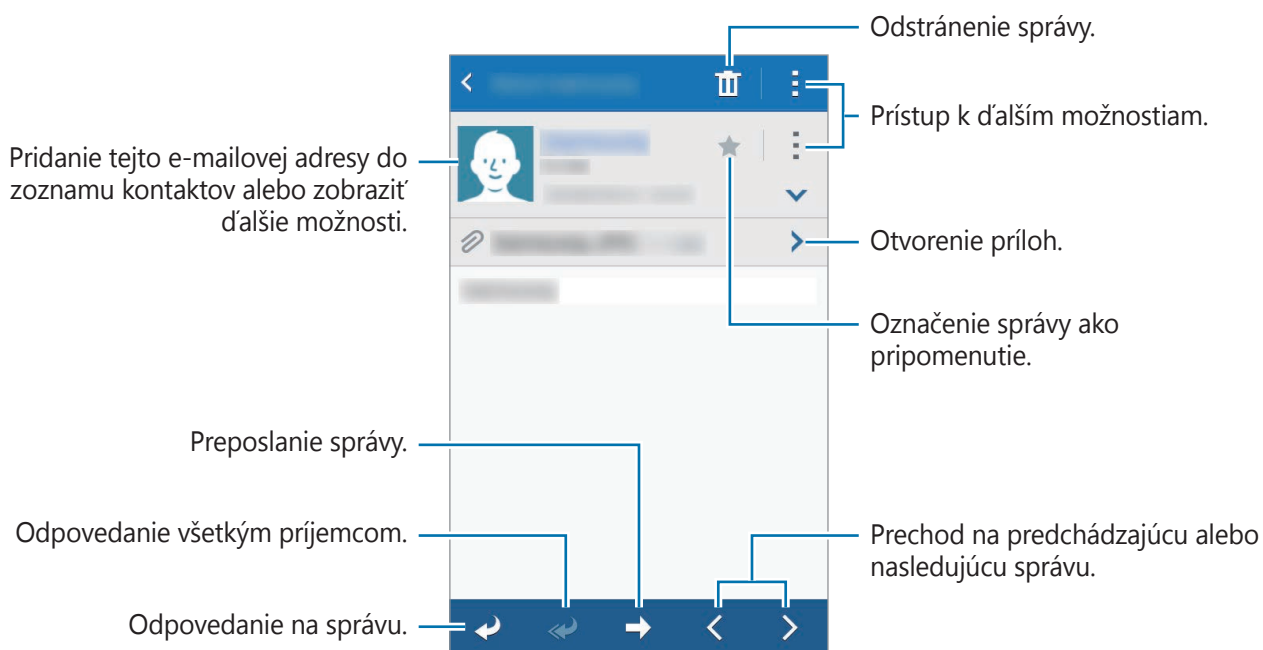 Odstránenie správy.
Prístup k ďalším možnostiam.
Pridanie tejto e-mailovej adresy do
zoznamu kontaktov alebo zobraziť
ďalšie možnosti.
Otvorenie príloh.
Označenie správy ako
pripomenutie.
Preposlanie správy.
Odpovedanie všetkým príjemcom.
Prechod na predchádzajúcu alebo
nasledujúcu správu.
Odpovedanie na správu.